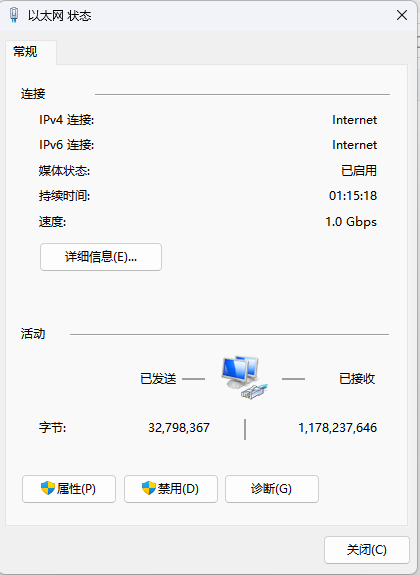 以太网 状态
常规
连接
IPv4 连接: Internet
IPv6 连接: Internet
媒体状态: 已启用
持续时间: 01:15:18
速度: 1.0 Gbps
详细信息(E)...
活动
已发送 已接收
字节: 32,798,367 1,178,237,646
属性(P) 禁用(D) 诊断(G)
关闭(C)